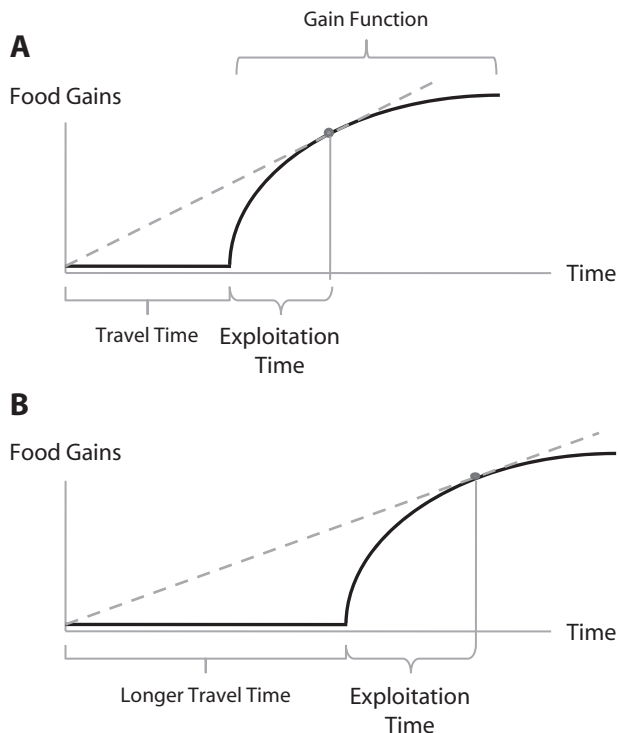 Gain Function
A
Food Gains
Time
Travel Time
Exploitation
Time
B
Food Gains
Time
Longer Travel Time
Exploitation
Time